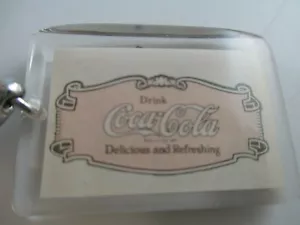 Drink
Coca-Cola
Delicious and Refreshing